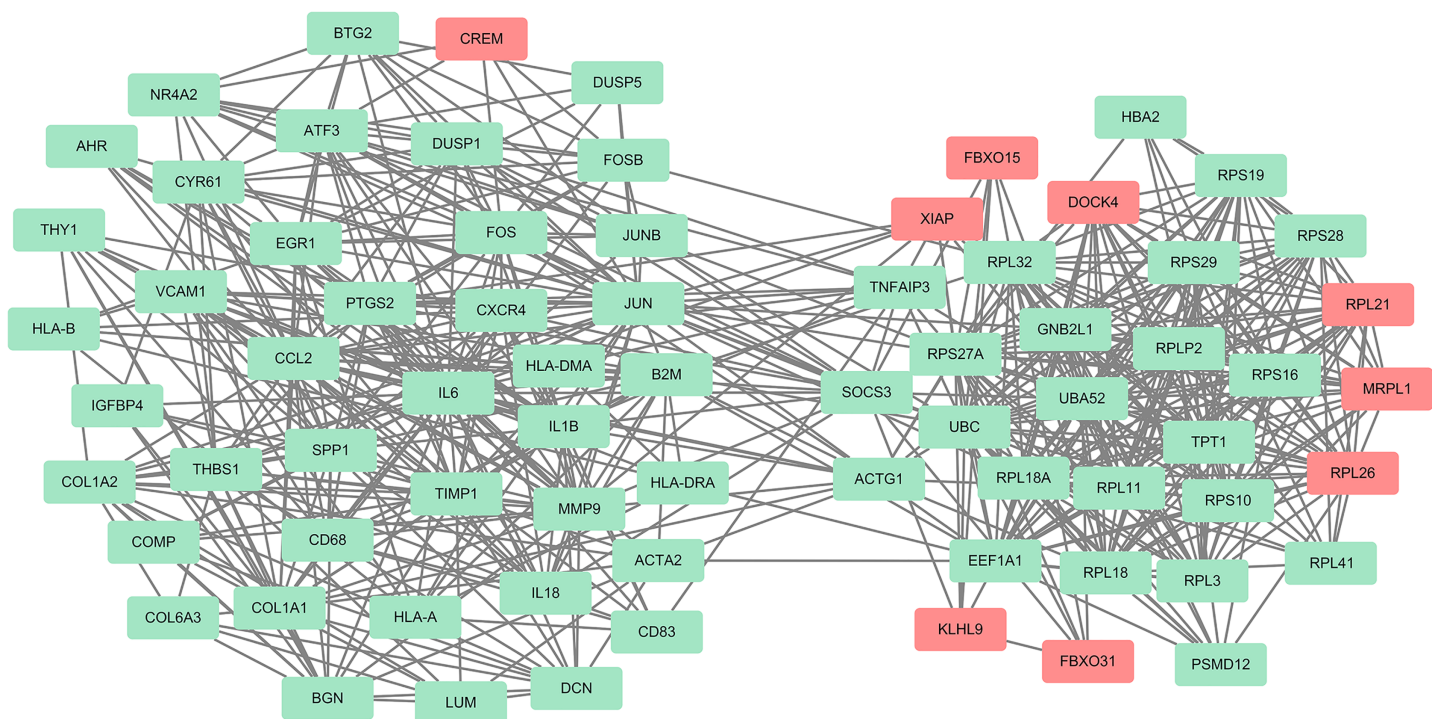 BTG2
CREM
DUSP5
NR4A2
HBA2
ATF3
DUSP1
AHR
FOSB
FBXO15
RPS19
CYR61
DOCK4
XIAP
THY1
FOS
JUNB
RPS28
EGR1
RPL32
RPS29
VCAM1
TNFAIP3
PTGS2
JUN
RPL21
CXCR4
HLA-B
GNB2L1
RPLP2
CCL2
RPS27A
HLA-DMA
B2M
RPS16
IL6
SOCS3
MRPL1
UBA52
IGFBP4
IL1B
UBC
TPT1
SPP1
THBS1
RPL26
COL1A2
HLA-DRA
ACTG1
RPL18A
RPL11
TIMP1
RPS10
MMP9
COMP
CD68
ACTA2
EEF1A1
RPL41
RPL18
RPL3
IL18
COL1A1
COL6A3
HLA-A
CD83
KLHL9
FBXO31
PSMD12
DCN
BGN
LUM